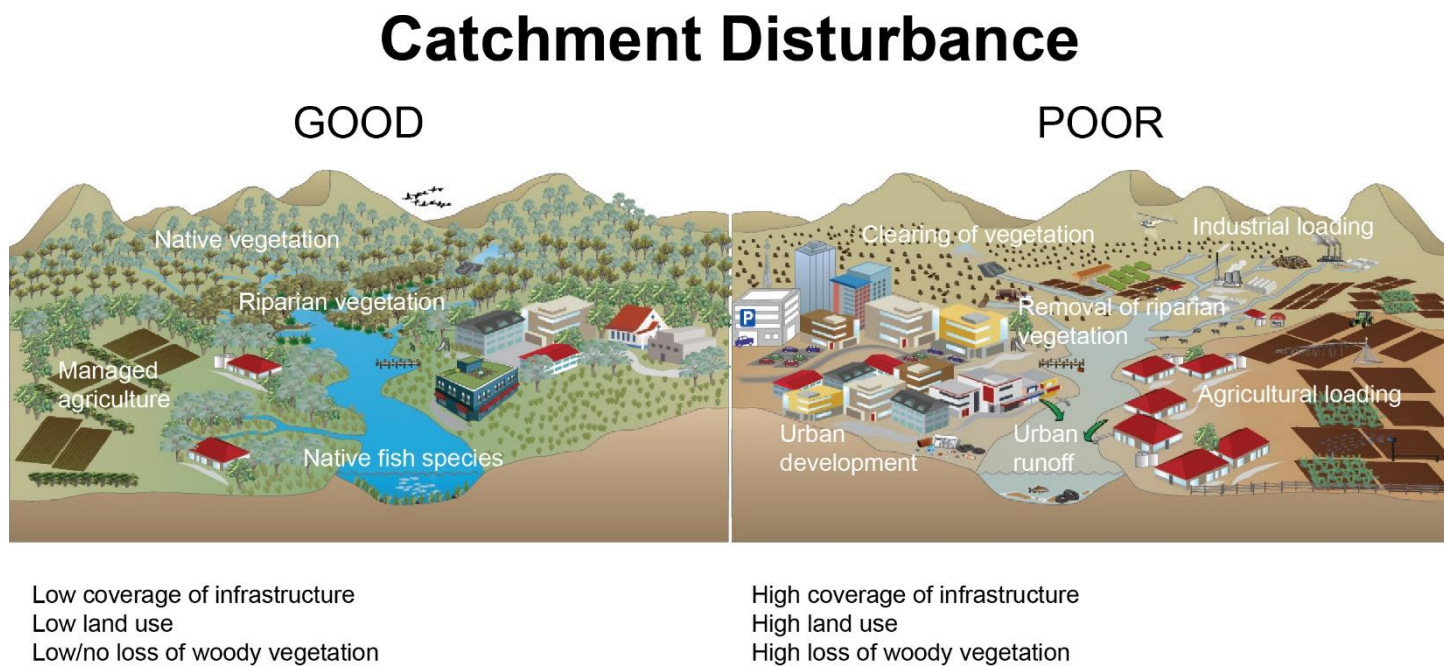 Catchment Disturbance
GOOD
POOR
Native vegetation
Riparian vegetation
Managed
agriculture
Native fish species
Clearing of vegetation
Industrial loading
Removal of riparian
vegetation
P
Agricultural loading
Urban
development
Urban
runoff
Low coverage of infrastructure
Low land use
Low/no loss of woody vegetation
High coverage of infrastructure
High land use
High loss of woody vegetation